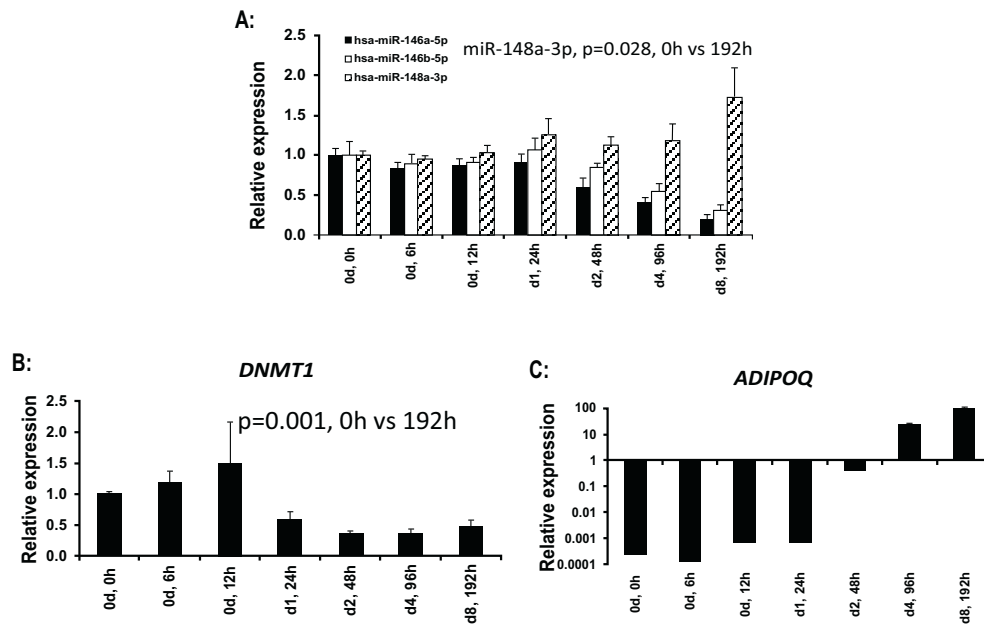 A:
2.5
2.0
1.5
1.0
0.5
0.0
Relative expression
hsa-miR-146a-5p
hsa-miR-146b-5p
hsa-miR-148a-3p
miR-148a-3p, p=0.028, 0h vs 192h
0d, 0h
0d, 6h
0d, 12h
d1, 24h
d2, 48h
d4, 96h
d8, 192h
B:
DNMT1
p=0.001, 0h vs 192h
2.5
2.0
1.5
1.0
0.5
0.0
Relative expression
0d, 0h
0d, 6h
0d, 12h
d1, 24h
d2, 48h
d4, 96h
d8, 192h
C:
ADIPOQ
100
10
1
0.1
0.01
0.001
0.0001
Relative expression
0d, 0h
0d, 6h
0d, 12h
d1, 24h
d2, 48h
d4, 96h
d8, 192h